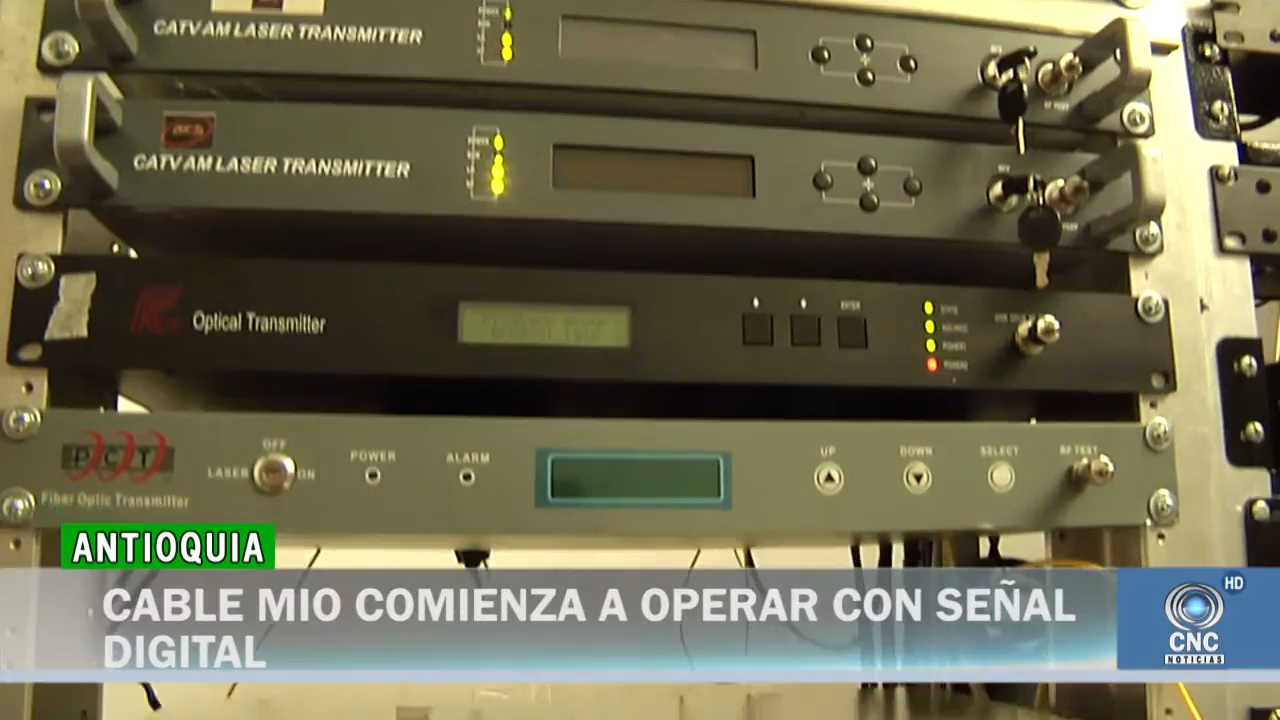 CATV AM LASER TRANSMITTER
CATV AM LASER TRANSMITTER
Optical Transmitter
ENTER
PCT
Fiber Optic Transmitter
OFF
LASER
ON
POWER
ALARM
UP
DOWN
SELECT
RF TEST
ANTIOQUIA
CABLE MIO COMIENZA A OPERAR CON SEÑAL
DIGITAL
HD
CNC
NOTICIAS